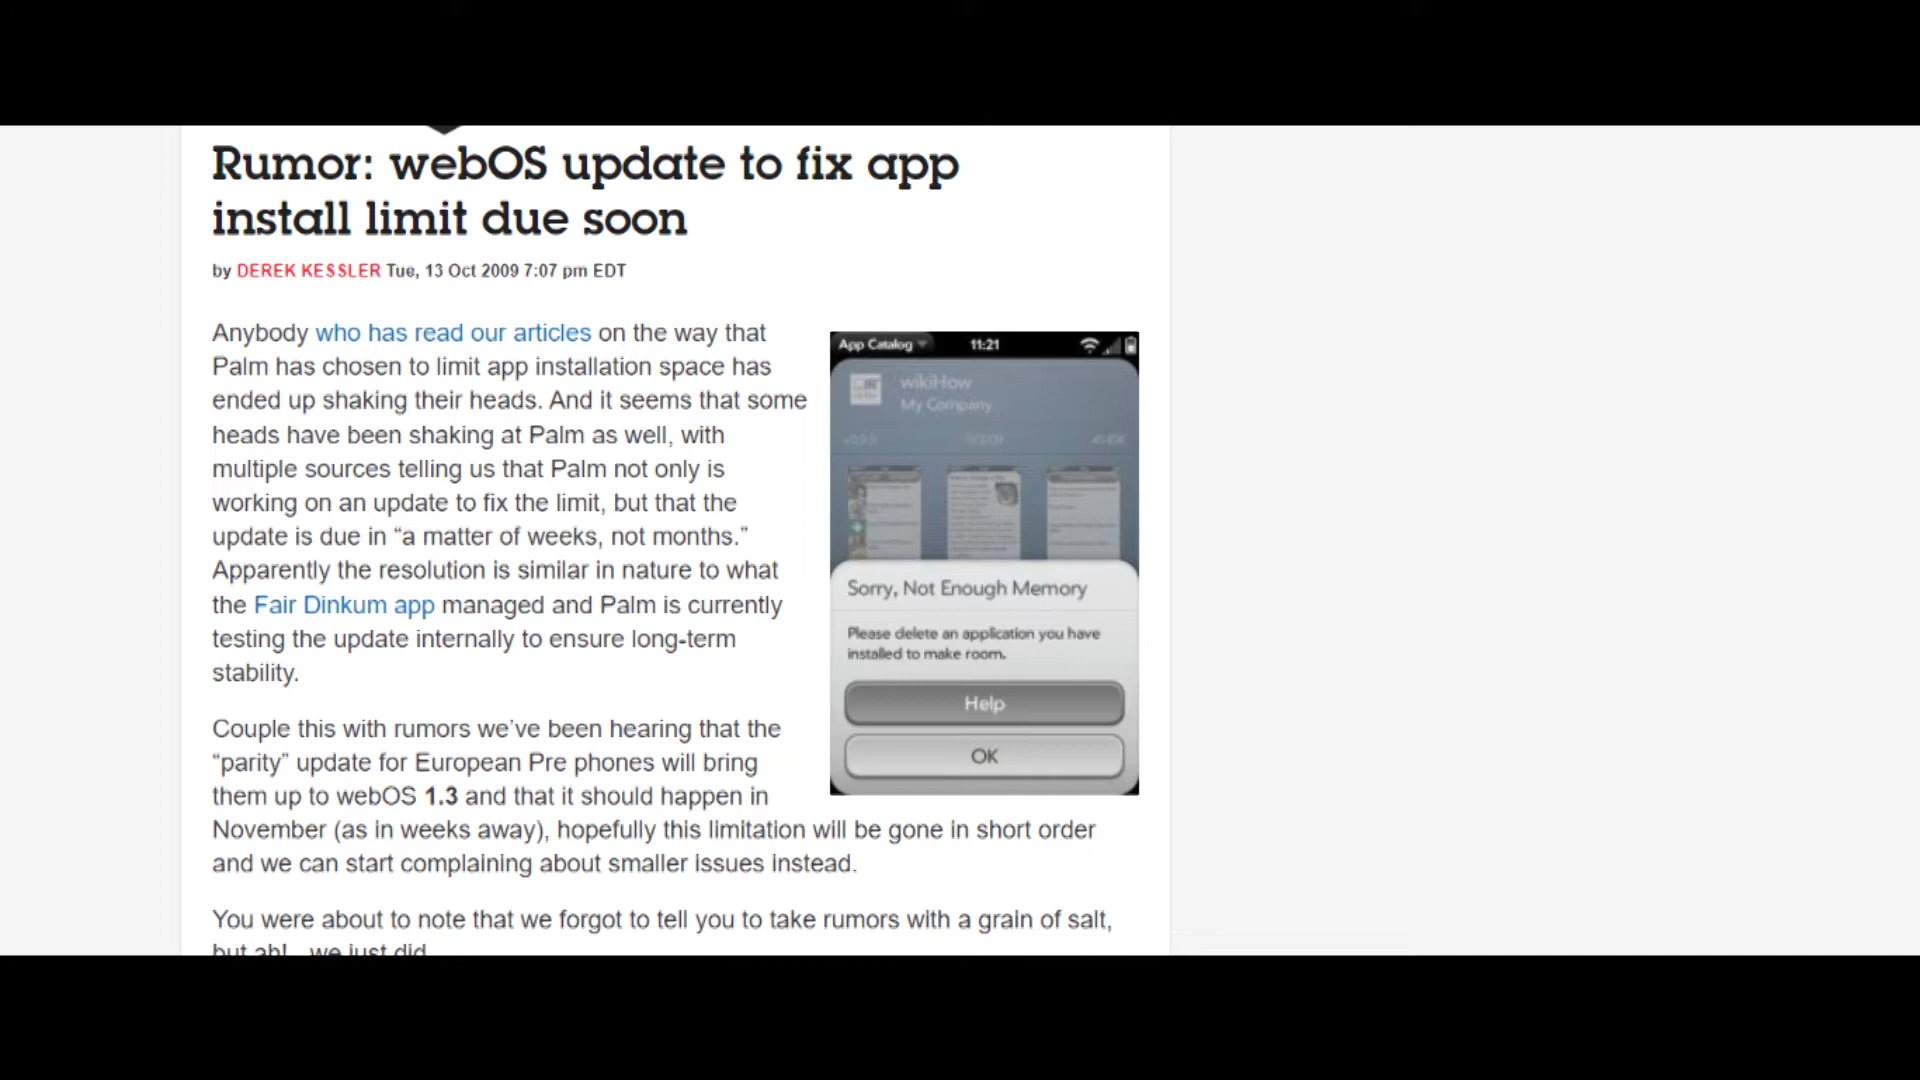 Rumor: webOS update to fix app
install limit due soon
by DEREK KESSLER Tue, 13 Oct 2009 7:07 pm EDT
Anybody who has read our articles on the way that
Palm has chosen to limit app installation space has
ended up shaking their heads. And it seems that some
heads have been shaking at Palm as well, with
multiple sources telling us that Palm not only is
working on an update to fix the limit, but that the
update is due in “a matter of weeks, not months.”
Apparently the resolution is similar in nature to what
the Fair Dinkum app managed and Palm is currently
testing the update internally to ensure long-term
stability.
Couple this with rumors we’ve been hearing that the
“parity” update for European Pre phones will bring
them up to webOS 1.3 and that it should happen in
November (as in weeks away), hopefully this limitation will be gone in short order
and we can start complaining about smaller issues instead.
You were about to note that we forgot to tell you to take rumors with a grain of salt,
but ah! we just did
App Catalog 11:21
wikiHow
My Company
Sorry, Not Enough Memory
Please delete an application you have
installed to make room.
Help
OK